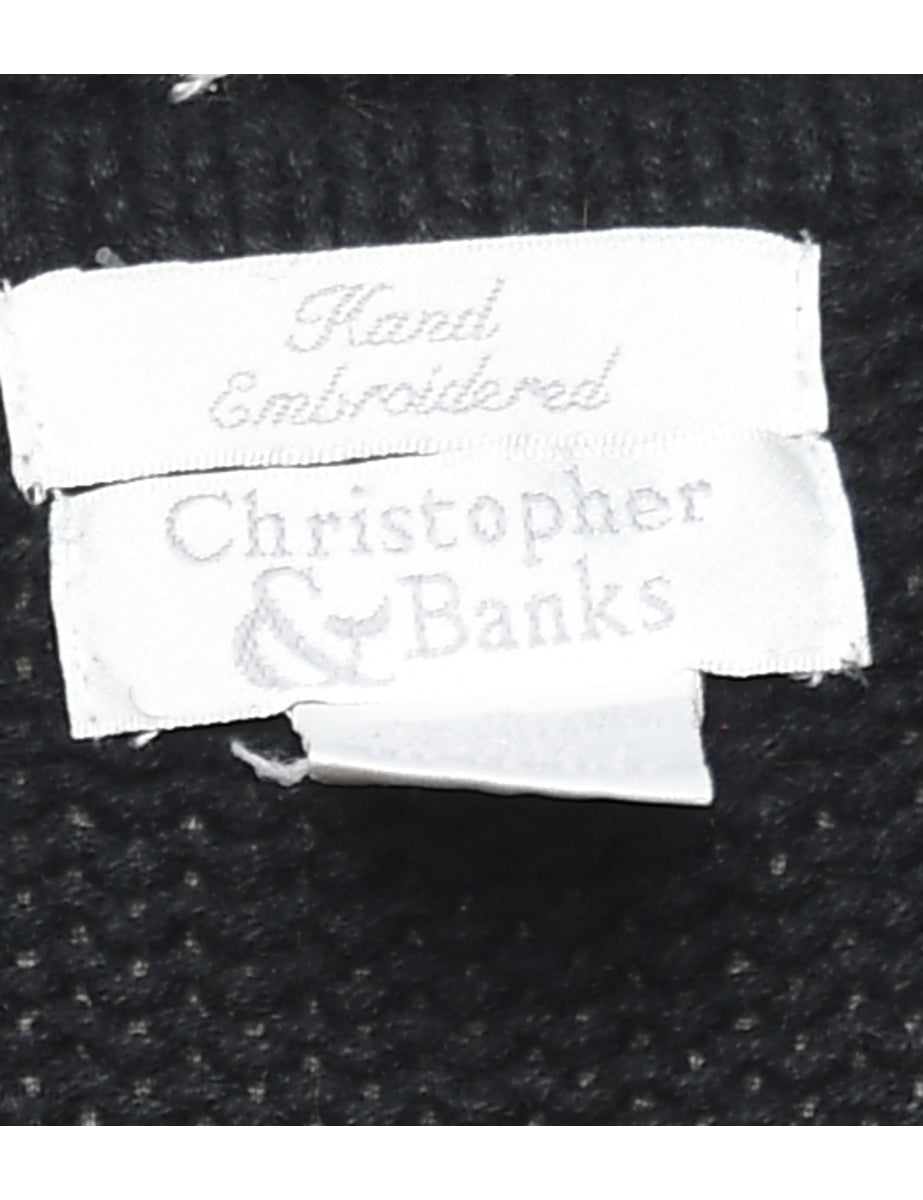 Hand
Embroidered
Christopher
& Banks